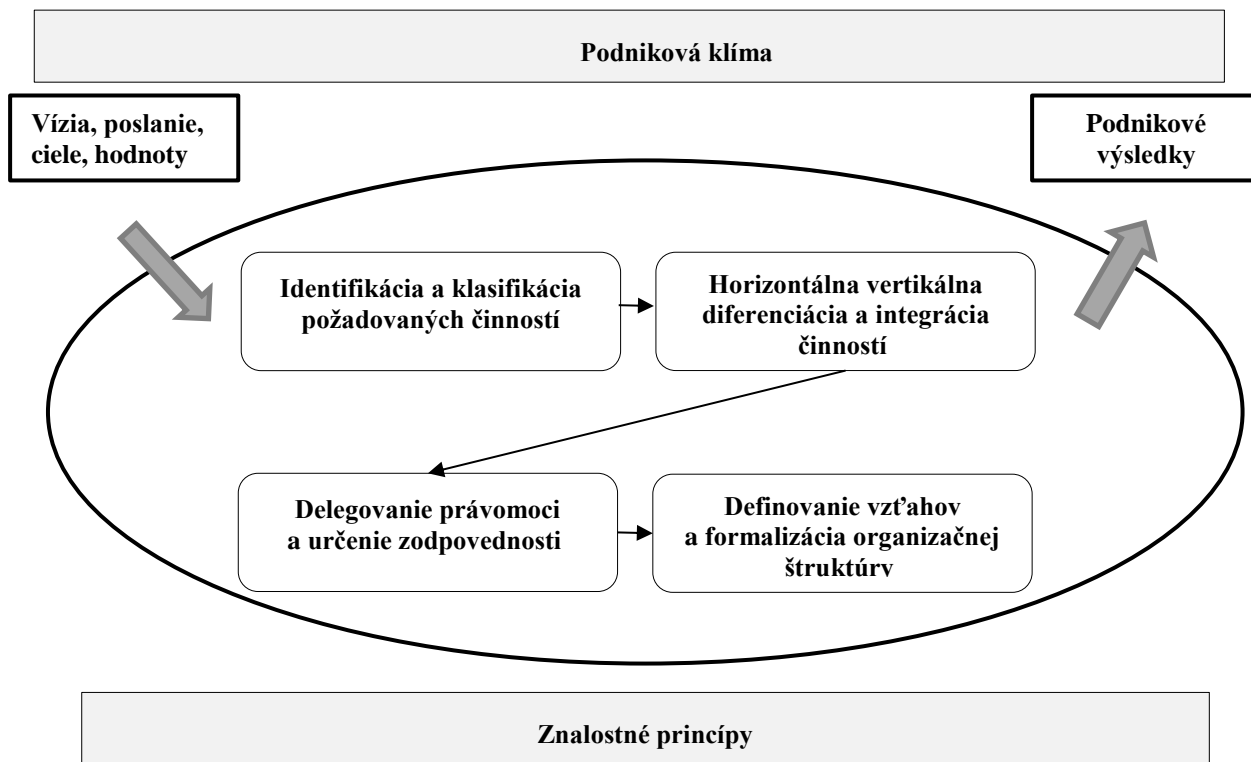 Podniková klíma
Vízia, poslanie,
ciele, hodnoty
Podnikové
výsledky
Identifikácia a klasifikácia
požadovaných činností
Horizontálna vertikálna
diferenciácia a integrácia
činností
Delegovanie právomoci
a určenie zodpovednosti
Definovanie vzťahov
a formalizácia organizačnej
štruktúrv
Znalostné princípy